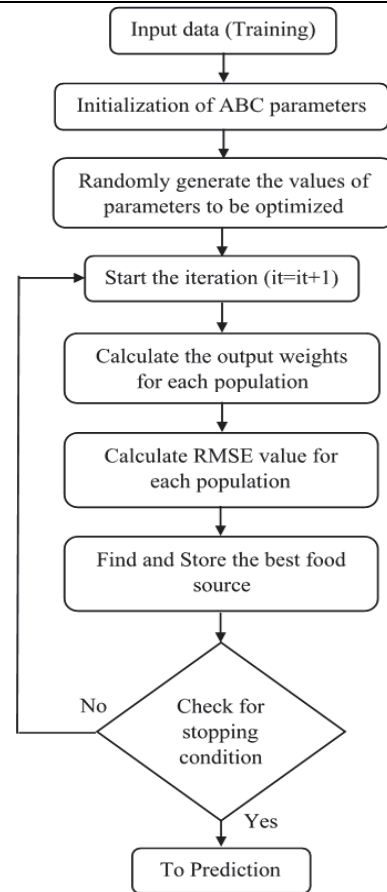 Input data (Training)
Initialization of ABC parameters
Randomly generate the values of
parameters to be optimized
Start the iteration (it=it+1)
Calculate the output weights
for each population
Calculate RMSE value for
each population
Find and Store the best food
source
No
Check for
stopping
condition
Yes
To Prediction